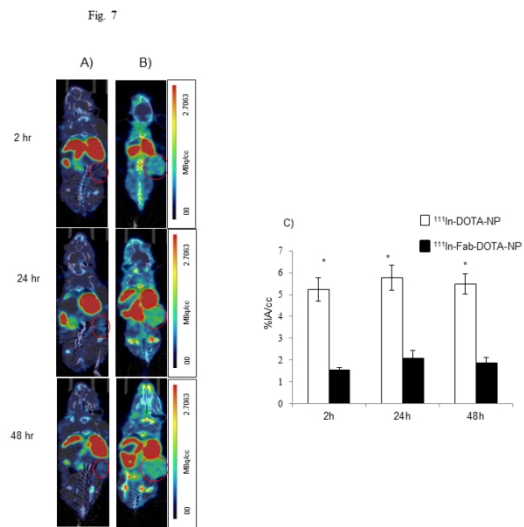 Fig. 7
A)
B)
2 hr
2.7063
MBq/cc
00
24 hr
2.7063
MBq/cc
00
48 hr
2.7063
MBq/cc
00
C)
¹¹¹In-DOTA-NP
¹¹¹In-Fab-DOTA-NP
%IA/cc
7
6
5
4
3
2
1
0
*
*
*
2h
24h
48h